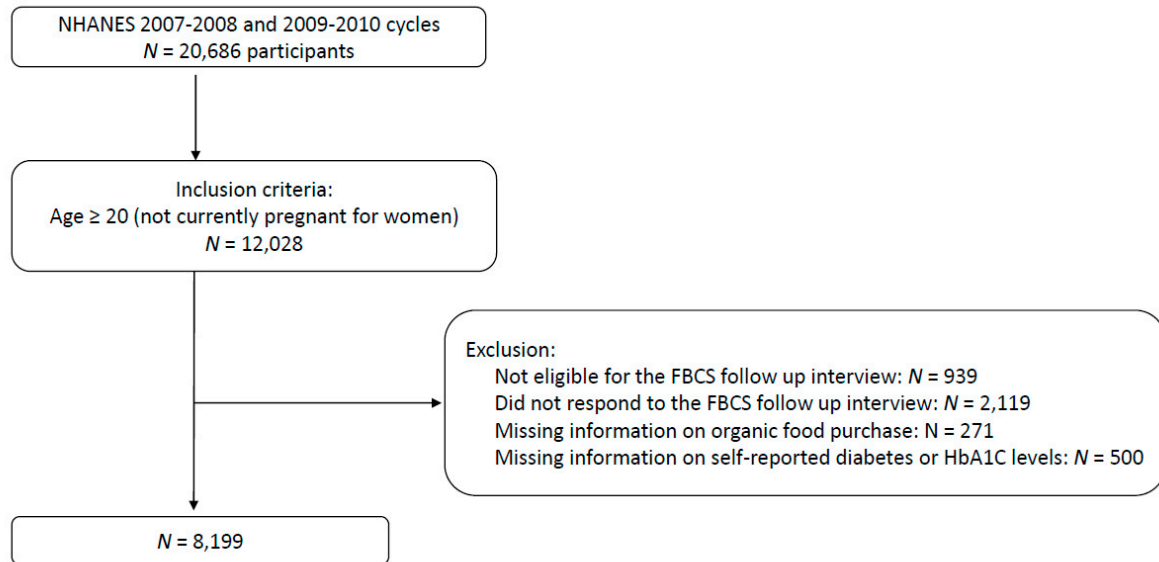 NHANES 2007-2008 and 2009-2010 cycles
N = 20,686 participants
Inclusion criteria:
Age ≥ 20 (not currently pregnant for women)
N = 12,028
Exclusion:
Not eligible for the FBCS follow up interview: N = 939
Did not respond to the FBCS follow up interview: N = 2,119
Missing information on organic food purchase: N = 271
Missing information on self-reported diabetes or HbA1C levels: N = 500
N = 8,199